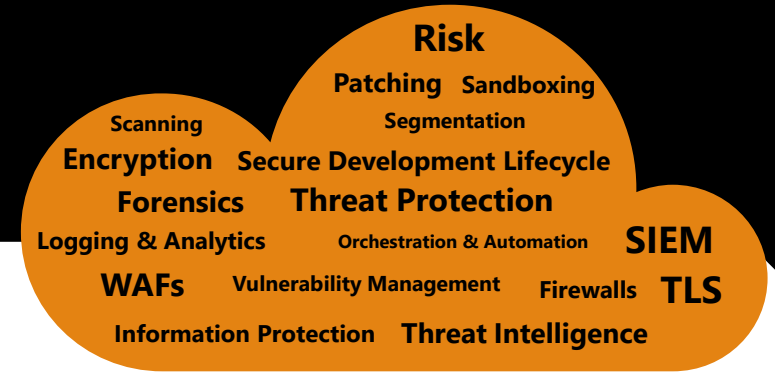 Risk
Patching Sandboxing
Scanning Segmentation
Encryption Secure Development Lifecycle
Forensics Threat Protection
Logging & Analytics Orchestration & Automation SIEM
WAFs Vulnerability Management Firewalls TLS
Information Protection Threat Intelligence